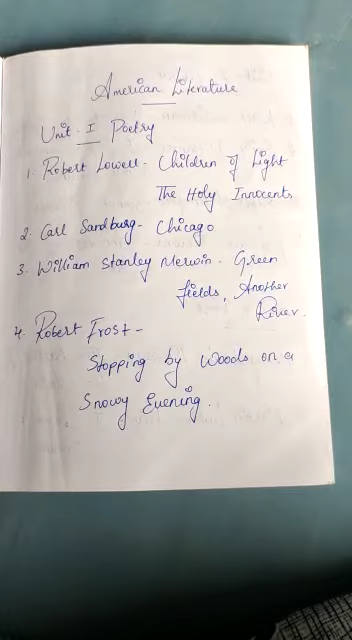 American Literature
Unit - I Poetry
1. Robert Lowell - Children of Light
The Holy Innocents
2. Carl Sandburg - Chicago
3. William Stanley Merwin - Green
fields, Another
River.
4. Robert Frost -
Stopping by Woods on a
Snowy Evening.